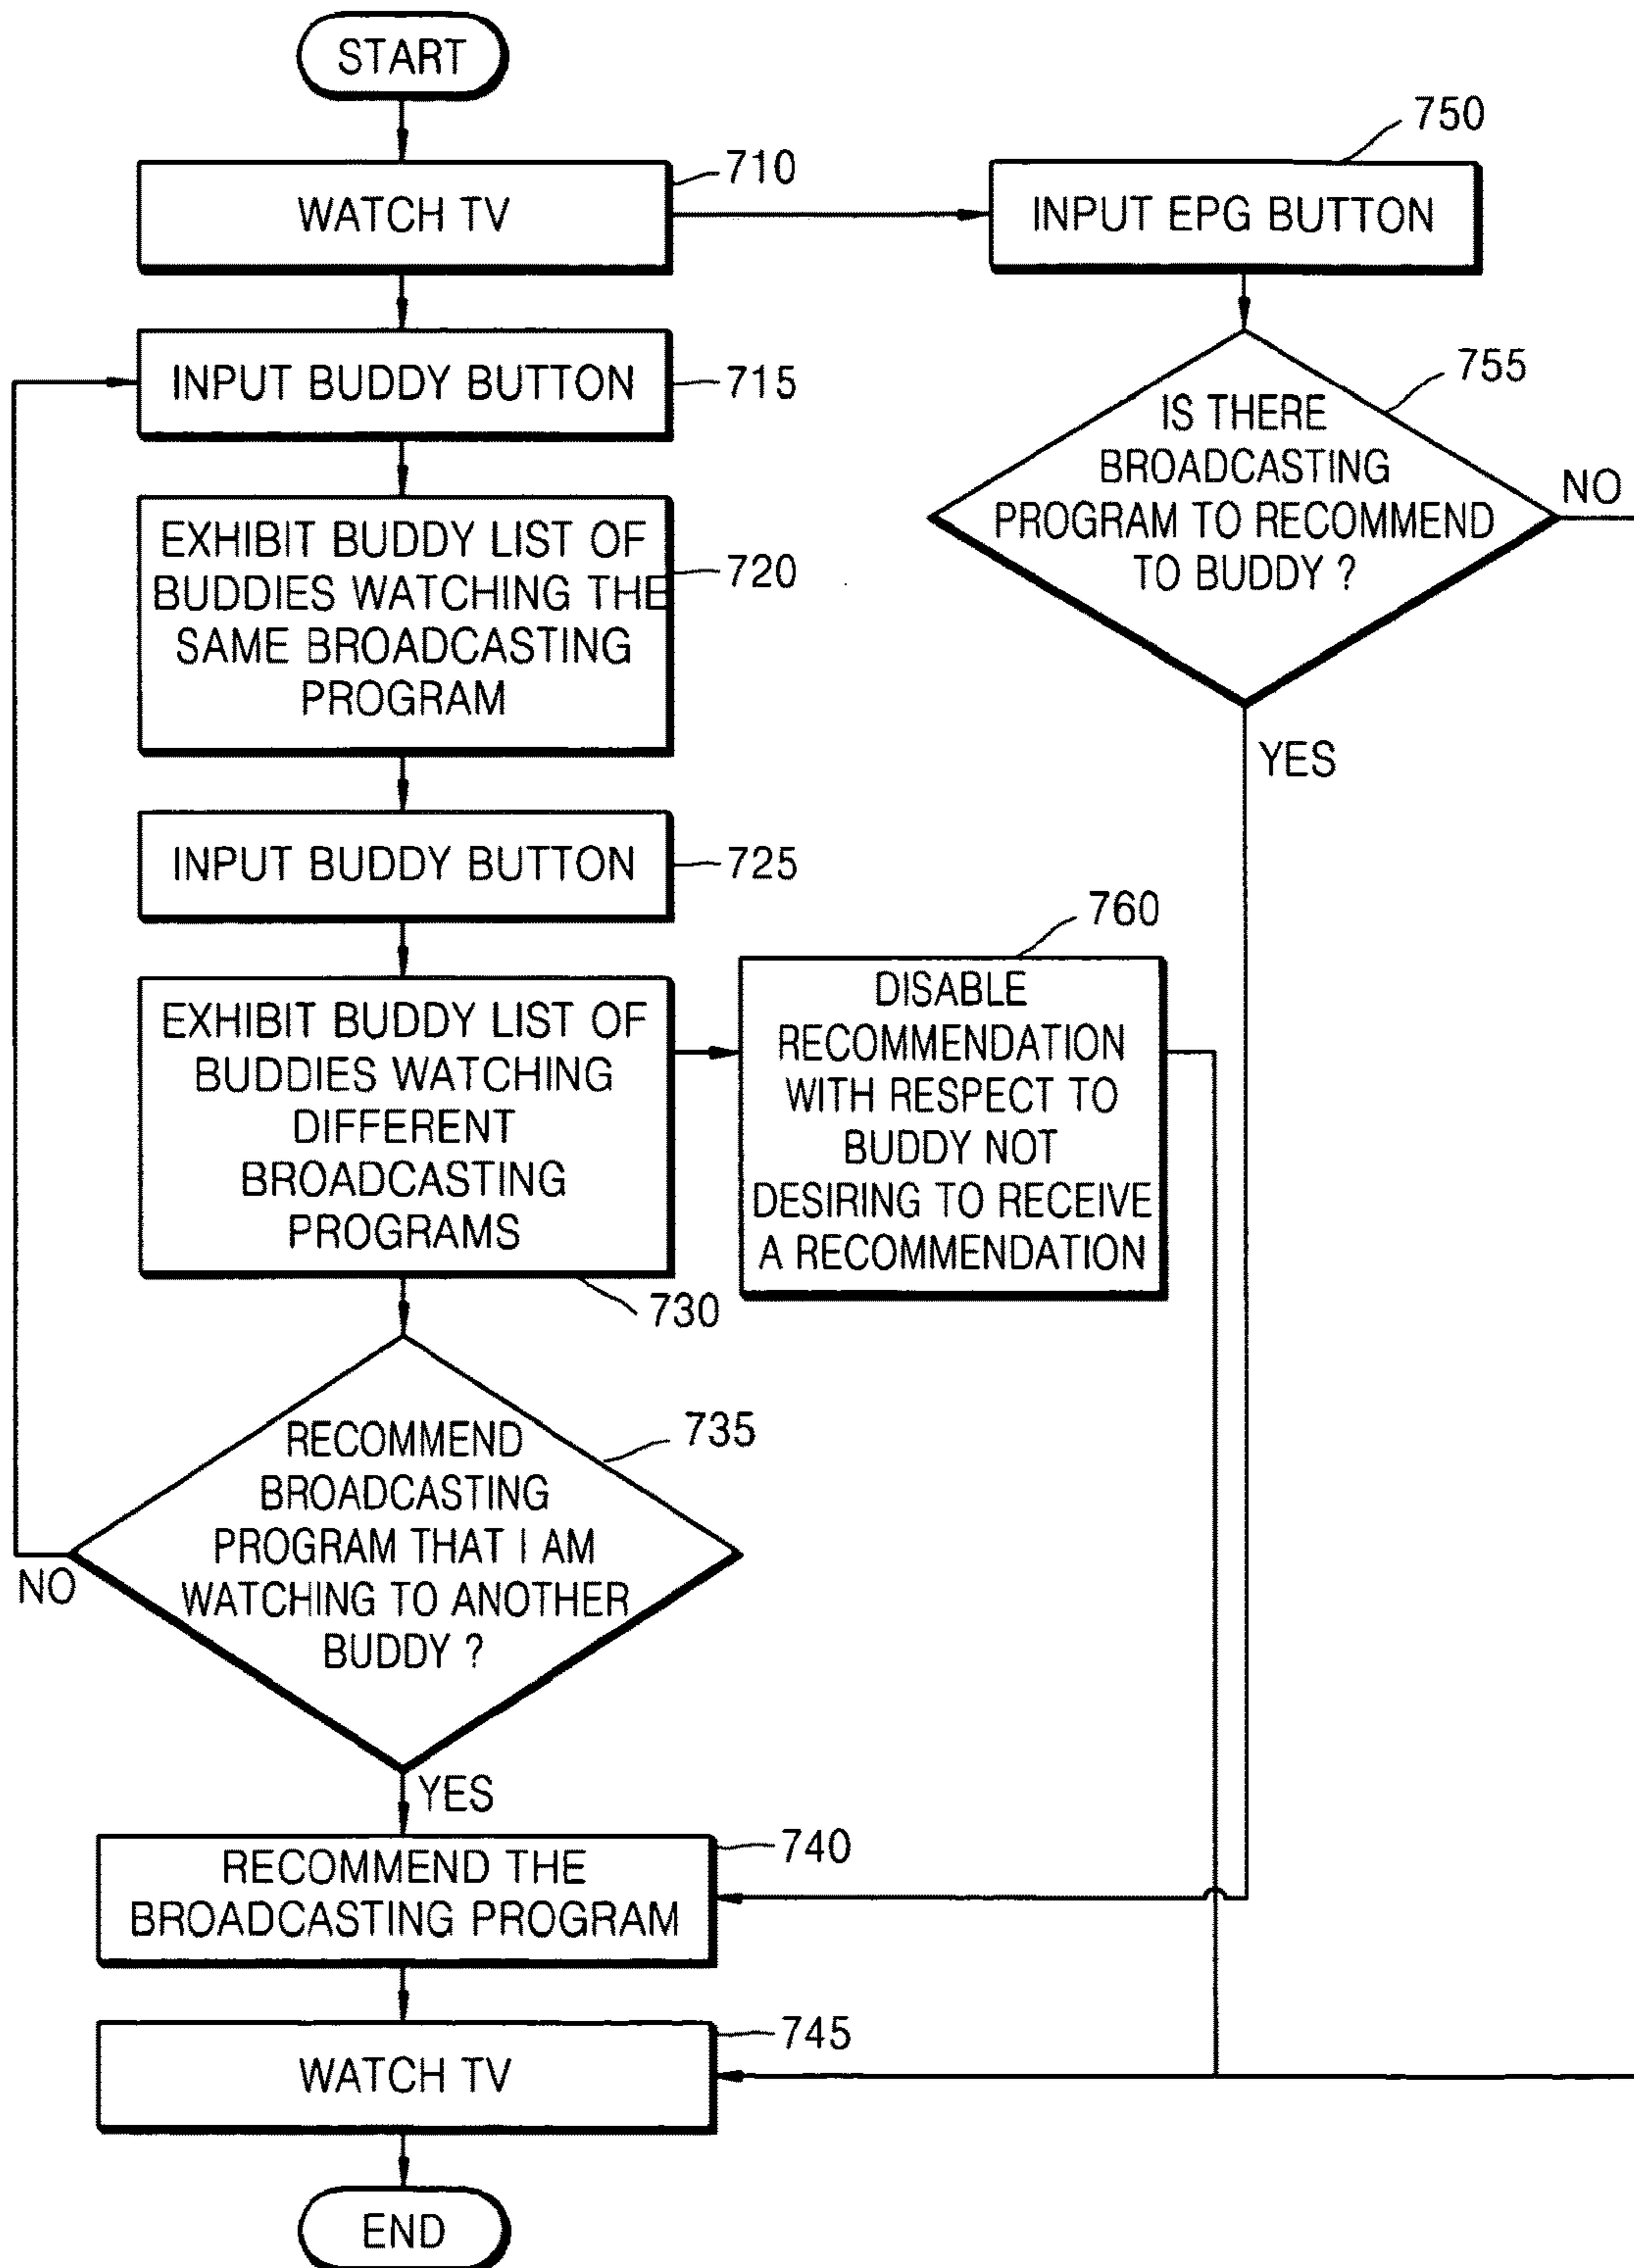 START
710
WATCH TV
750
INPUT EPG BUTTON
INPUT BUDDY BUTTON
715
755
IS THERE
BROADCASTING
PROGRAM TO RECOMMEND
TO BUDDY ?
NO
YES
EXHIBIT BUDDY LIST OF
BUDDIES WATCHING THE
SAME BROADCASTING
PROGRAM
720
INPUT BUDDY BUTTON
725
EXHIBIT BUDDY LIST OF
BUDDIES WATCHING
DIFFERENT
BROADCASTING
PROGRAMS
730
760
DISABLE
RECOMMENDATION
WITH RESPECT TO
BUDDY NOT
DESIRING TO RECEIVE
A RECOMMENDATION
735
RECOMMEND
BROADCASTING
PROGRAM THAT I AM
WATCHING TO ANOTHER
BUDDY ?
NO
YES
740
RECOMMEND THE
BROADCASTING PROGRAM
745
WATCH TV
END